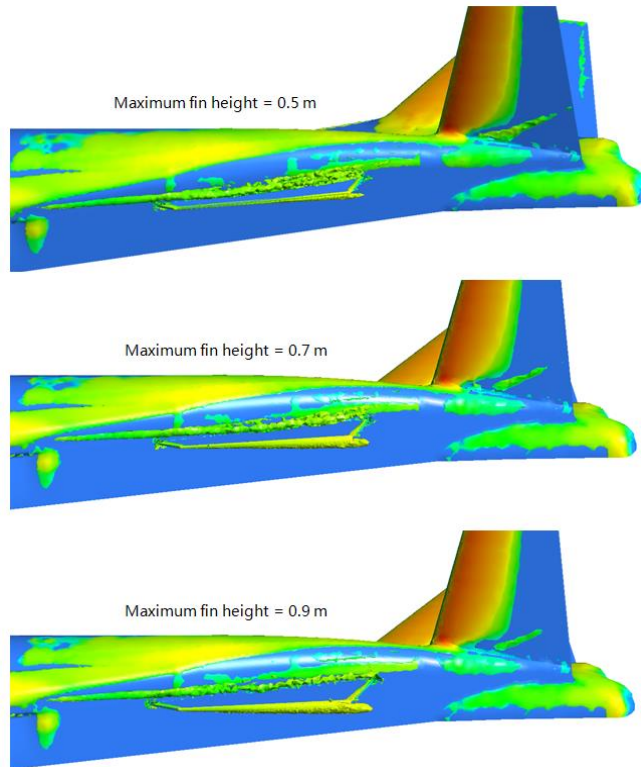 Maximum fin height = 0.5 m
Maximum fin height = 0.7 m
Maximum fin height = 0.9 m